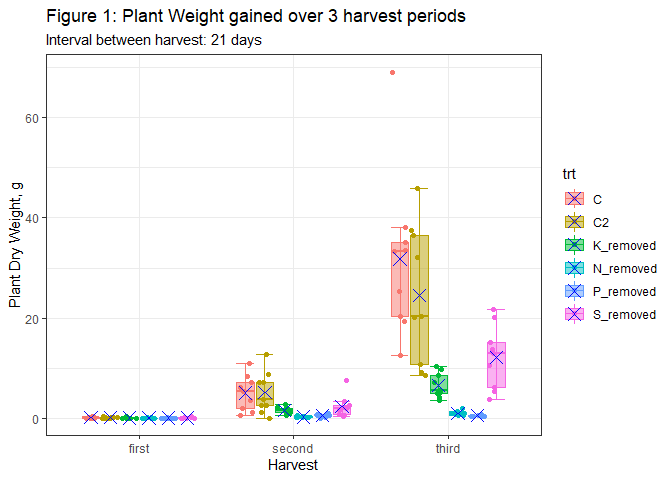 Figure 1: Plant Weight gained over 3 harvest periods
Interval between harvest: 21 days
Plant Dry Weight, g
60
40
20
0
first second third
Harvest
trt
C
C2
K_removed
N_removed
P_removed
S_removed